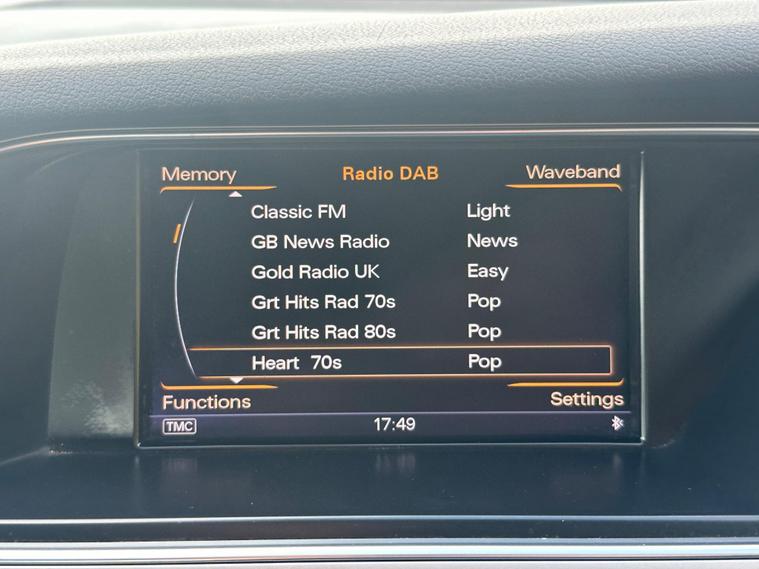 Memory Radio DAB Waveband
Classic FM Light
GB News Radio News
Gold Radio UK Easy
Grt Hits Rad 70s Pop
Grt Hits Rad 80s Pop
Heart 70s Pop
Functions Settings
TMC 17:49